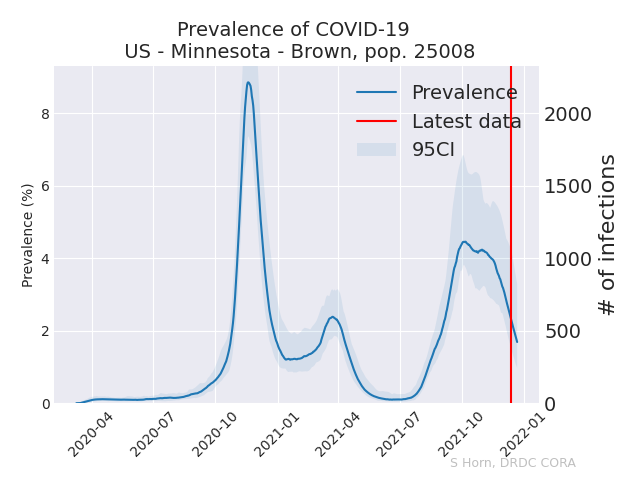 Prevalence of COVID-19
US - Minnesota - Brown, pop. 25008
Prevalence
Latest data
95CI
Prevalence (%)
8
6
4
2
0
2000
1500
1000
500
0
# of infections
2020-04
2020-07
2020-10
2021-01
2021-04
2021-07
2021-10
2022-01
S Horn, DRDC CORA